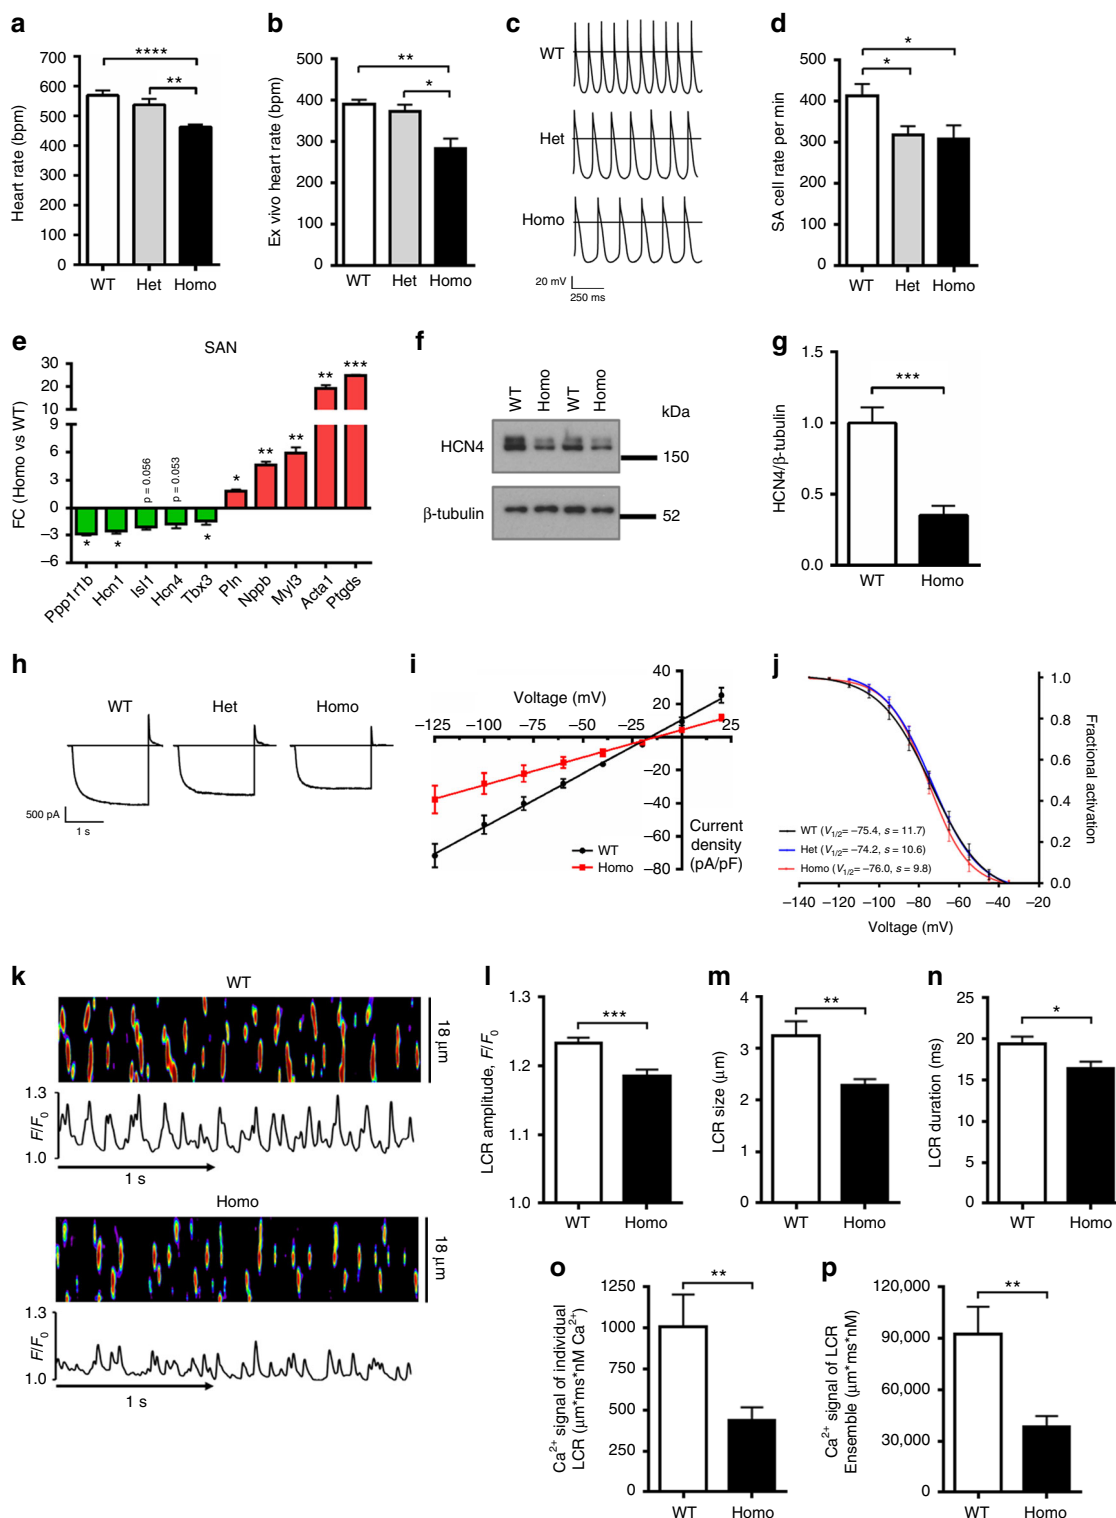 a
****
**
700
600
500
400
300
200
100
0
Heart rate (bpm)
WT Het Homo
b
**
*
500
400
300
200
100
0
Ex vivo heart rate (bpm)
WT Het Homo
c
WT
Het
Homo
20 mV
250 ms
d
*
*
500
400
300
200
100
0
SA cell rate per min
WT Het Homo
e
SAN
30
20
10
9
6
3
0
−3
−6
FC (Homo vs WT)
* * p = 0.056 p = 0.053 * * ** ** ** ***
Ppp1r1b Hcn1 Isl1 Hcn4 Tbx3 Pln Nppb Myl3 Acta1 Ptgds
f
WT Homo WT Homo
kDa
HCN4
150
β-tubulin
52
g
***
1.5
1.0
0.5
0.0
HCN4/β-tubulin
WT Homo
h
WT Het Homo
500 pA
1 s
i
Voltage (mV)
−125 −100 −75 −50 −25 25
40
20
−20
−40
−60
−80
Current
density
(pA/pF)
WT
Homo
j
1.0
0.8
0.6
0.4
0.2
0.0
Fractional activation
WT (V1/2= −75.4, s = 11.7)
Het (V1/2= −74.2, s = 10.6)
Homo (V1/2= −76.0, s = 9.8)
−140 −120 −100 −80 −60 −40 −20
Voltage (mV)
k
WT
18 μm
1.3
1.0
F/F0
1 s
Homo
18 μm
1.3
1.0
F/F0
1 s
l
***
1.3
1.2
1.1
1.0
LCR amplitude, F/F0
WT Homo
m
**
4
3
2
1
0
LCR size (μm)
WT Homo
n
*
25
20
15
10
5
0
LCR duration (ms)
WT Homo
o
**
1250
1000
750
500
250
0
Ca2+ signal of individual
LCR (μm*ms*nM Ca2+)
WT Homo
p
**
120,000
90,000
60,000
30,000
0
Ca2+ signal of LCR
Ensemble (μm*ms*nM)
WT Homo